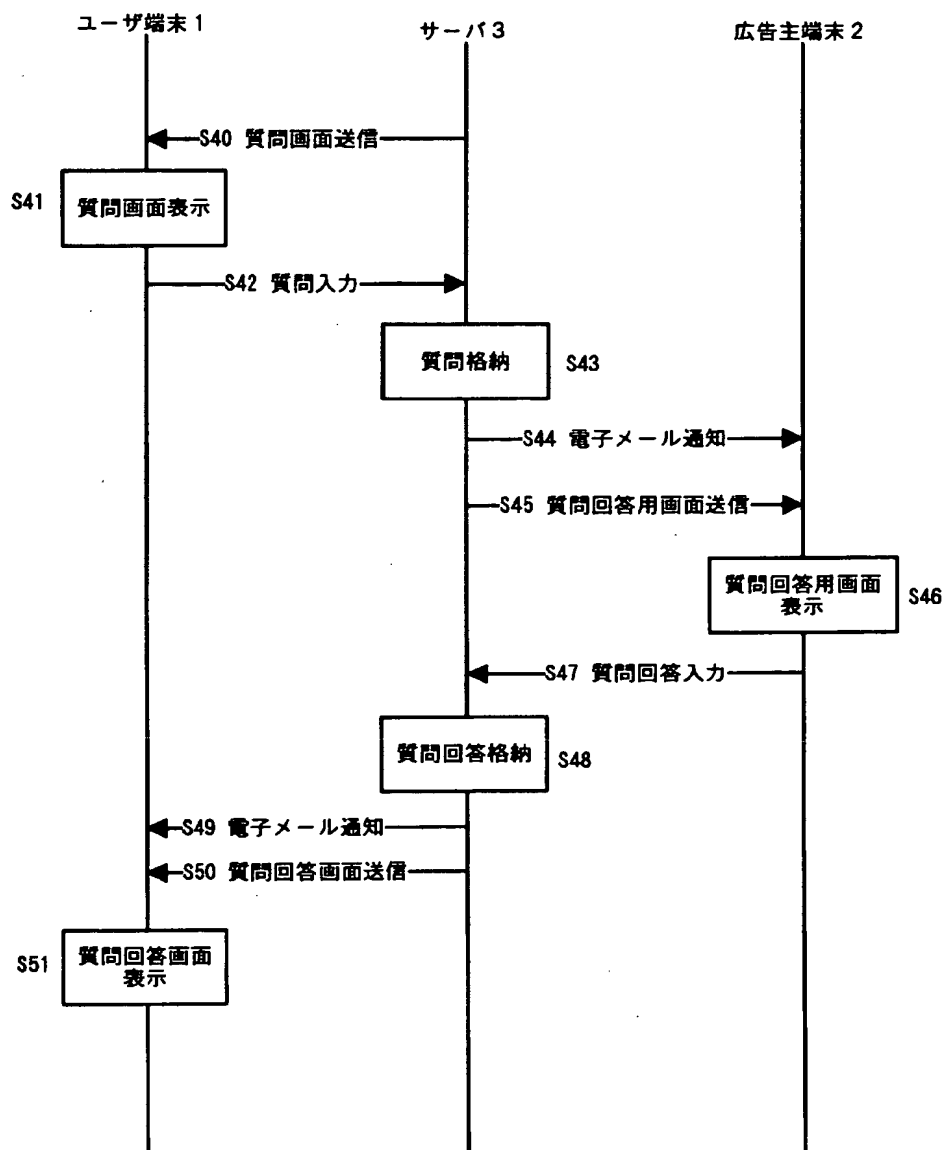 ユーザ端末1
サーバ3
広告主端末2
S40 質問画面送信
S41
質問画面表示
S42 質問入力
質問格納
S43
S44 電子メール通知
S45 質問回答用画面送信
質問回答用画面
表示
S46
S47 質問回答入力
質問回答格納
S48
S49 電子メール通知
S50 質問回答画面送信
S51
質問回答画面
表示